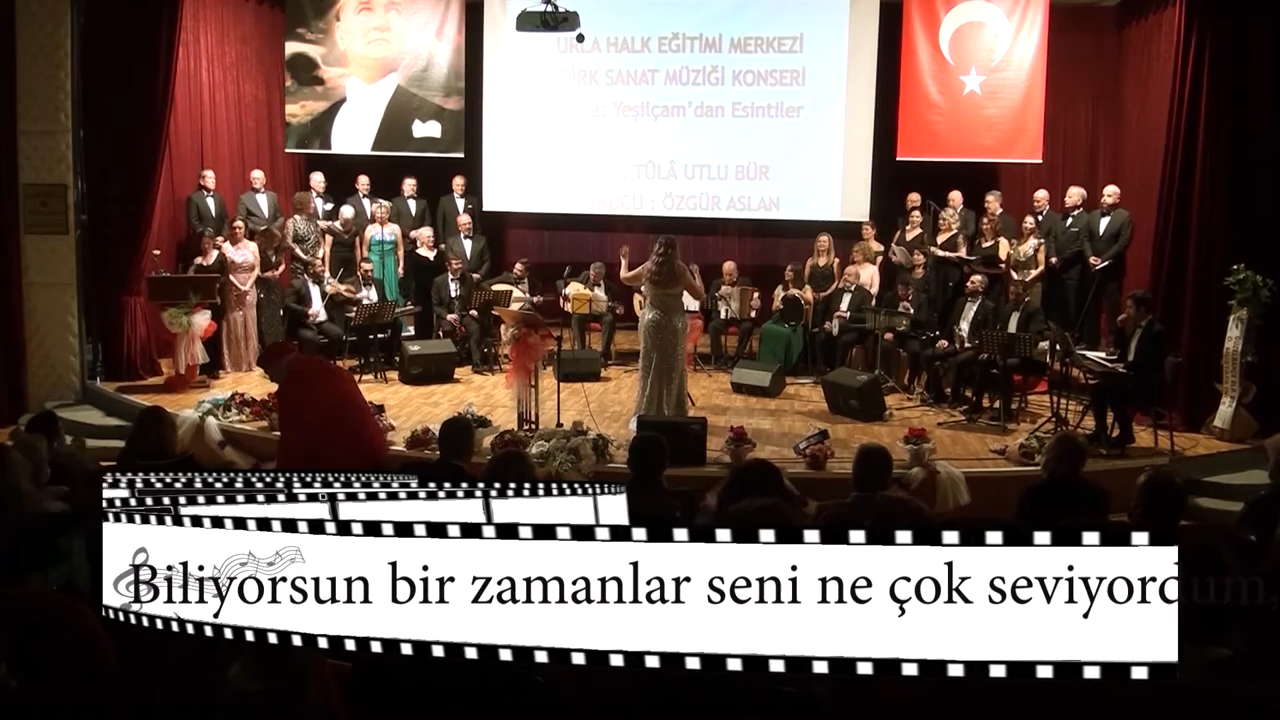 URLA HALK EĞİTİMİ MERKEZİ
TÜRK SANAT MÜZİĞİ KONSERİ
Yeşilçam'dan Esintiler
TÛLÂ UTLU BÜR
: ÖZGÜR ASLAN
Biliyorsun bir zamanlar seni ne çok seviyordum